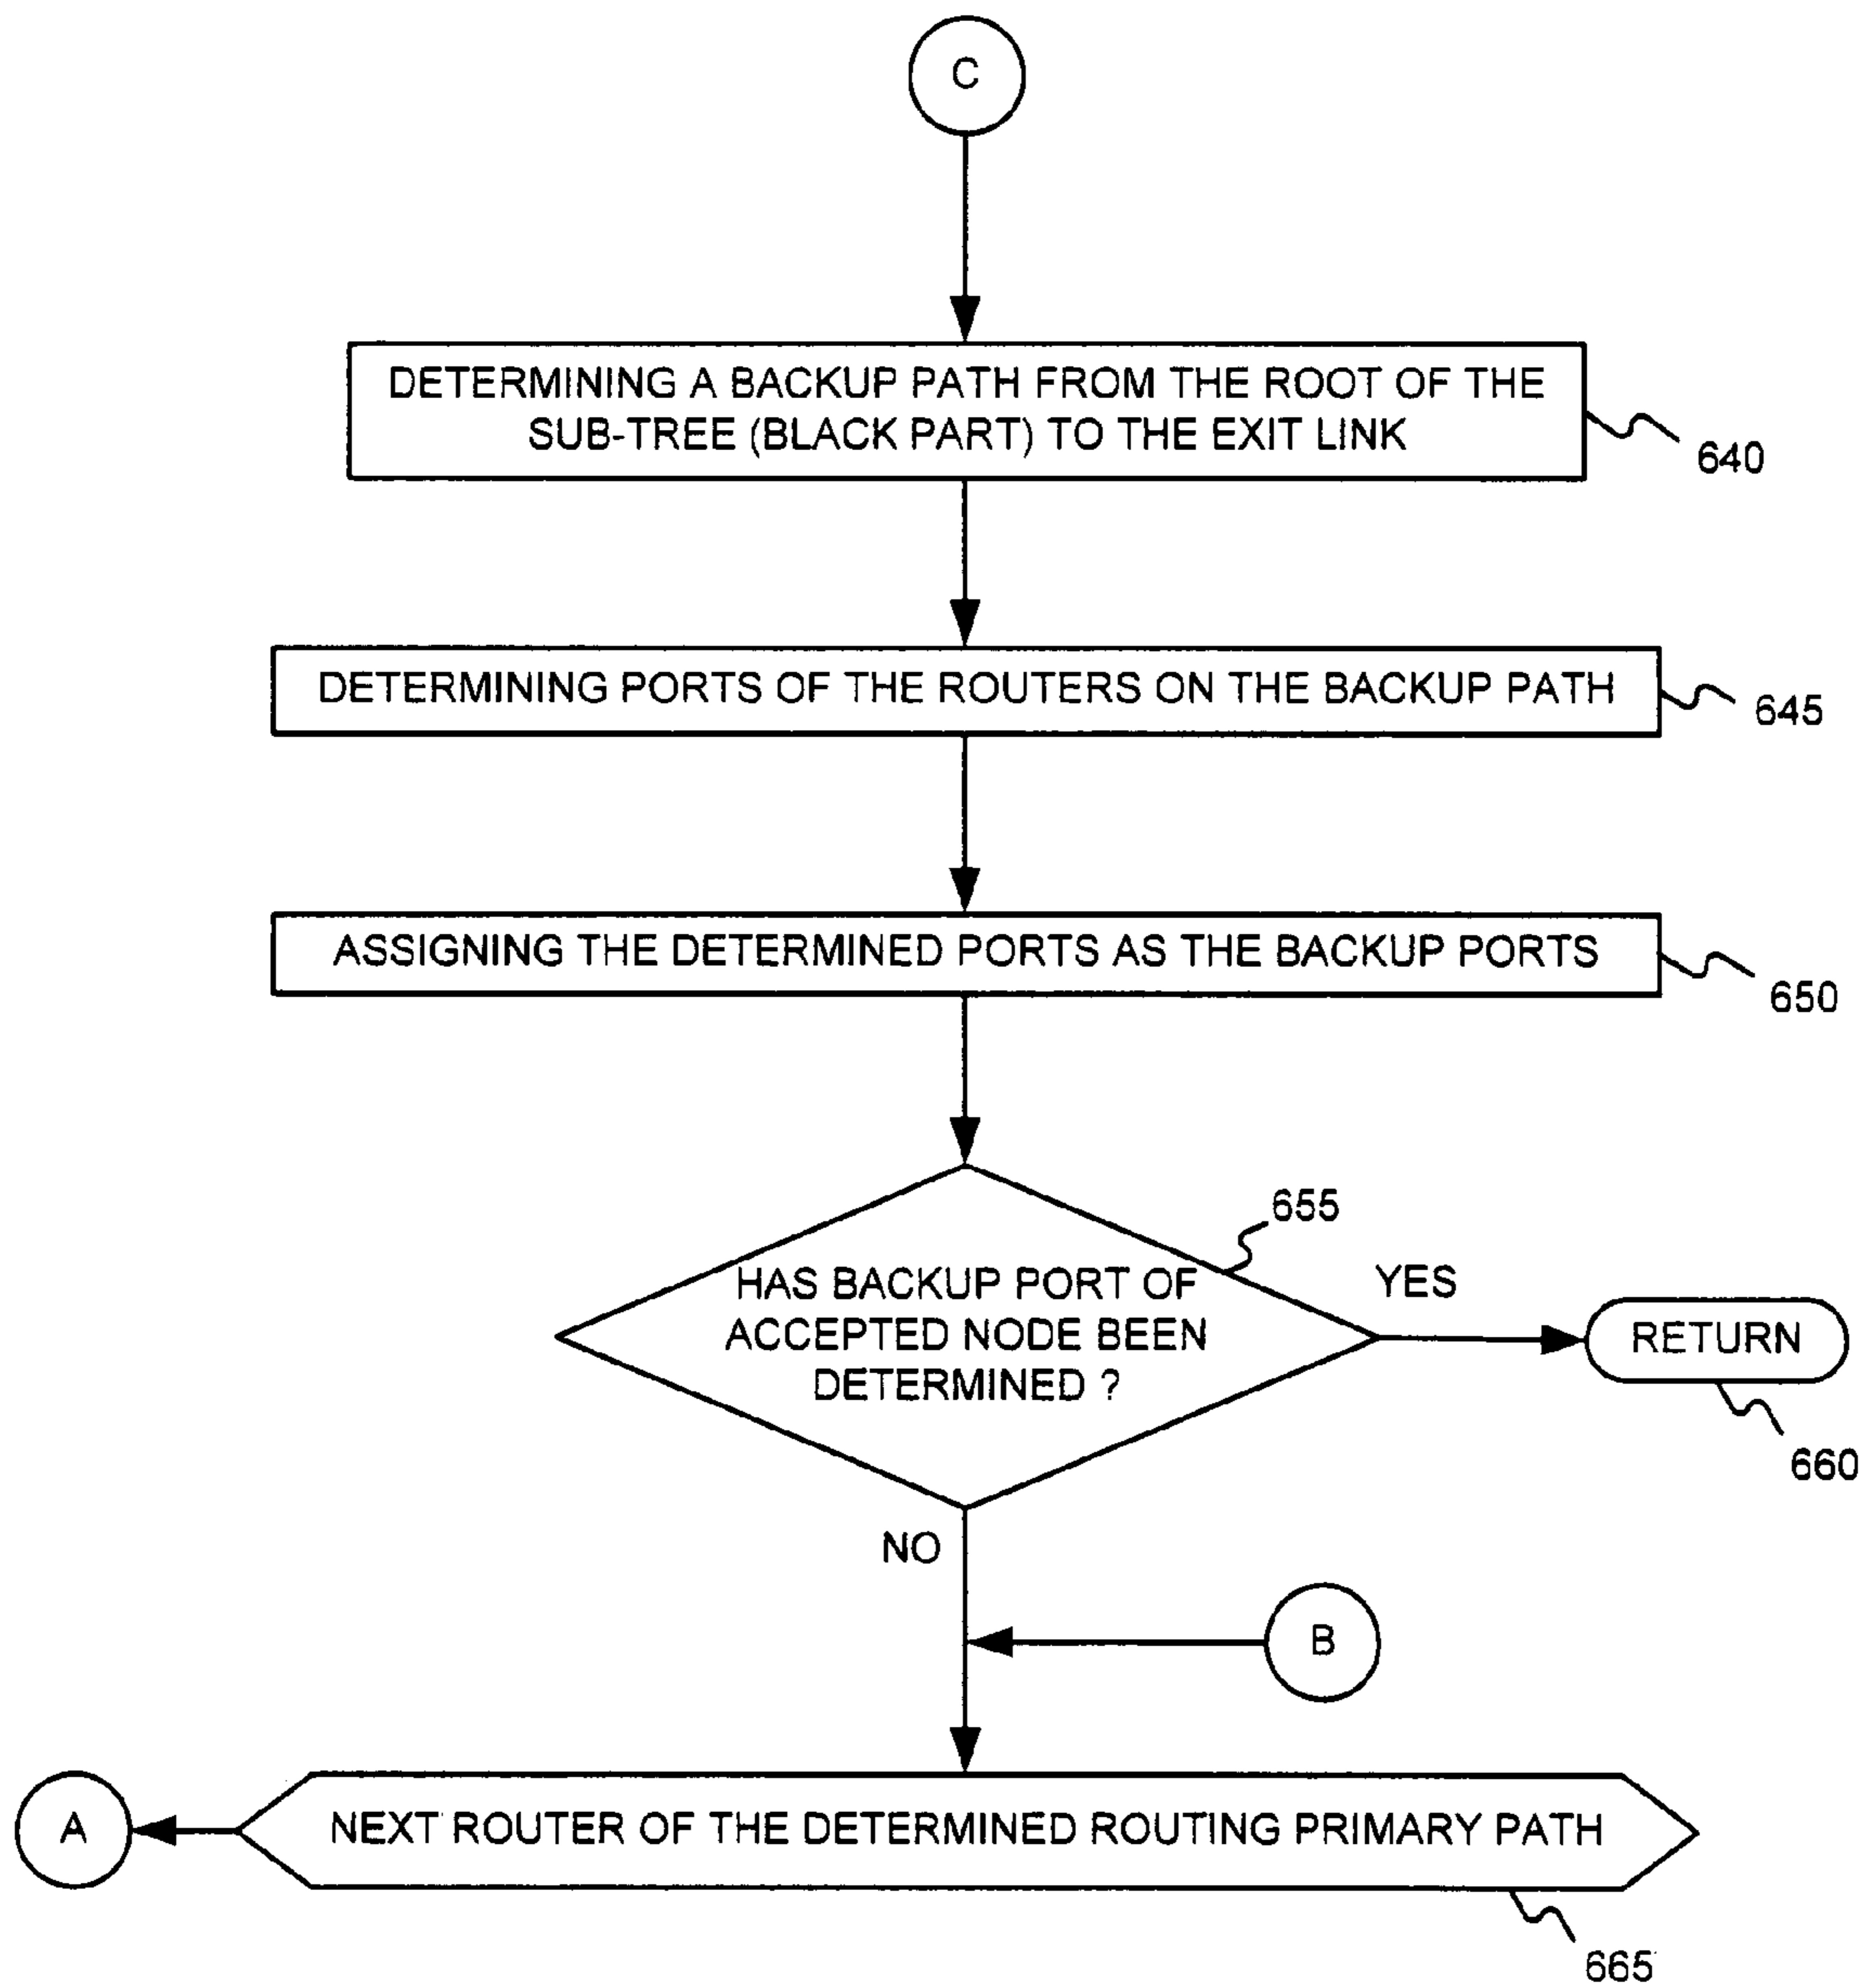 C
DETERMINING A BACKUP PATH FROM THE ROOT OF THE
SUB-TREE (BLACK PART) TO THE EXIT LINK
640
DETERMINING PORTS OF THE ROUTERS ON THE BACKUP PATH
645
ASSIGNING THE DETERMINED PORTS AS THE BACKUP PORTS
650
655
HAS BACKUP PORT OF
ACCEPTED NODE BEEN
DETERMINED ?
YES
RETURN
660
NO
B
A
NEXT ROUTER OF THE DETERMINED ROUTING PRIMARY PATH
665